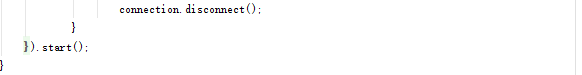 connection.disconnect();
}
}).start();
}